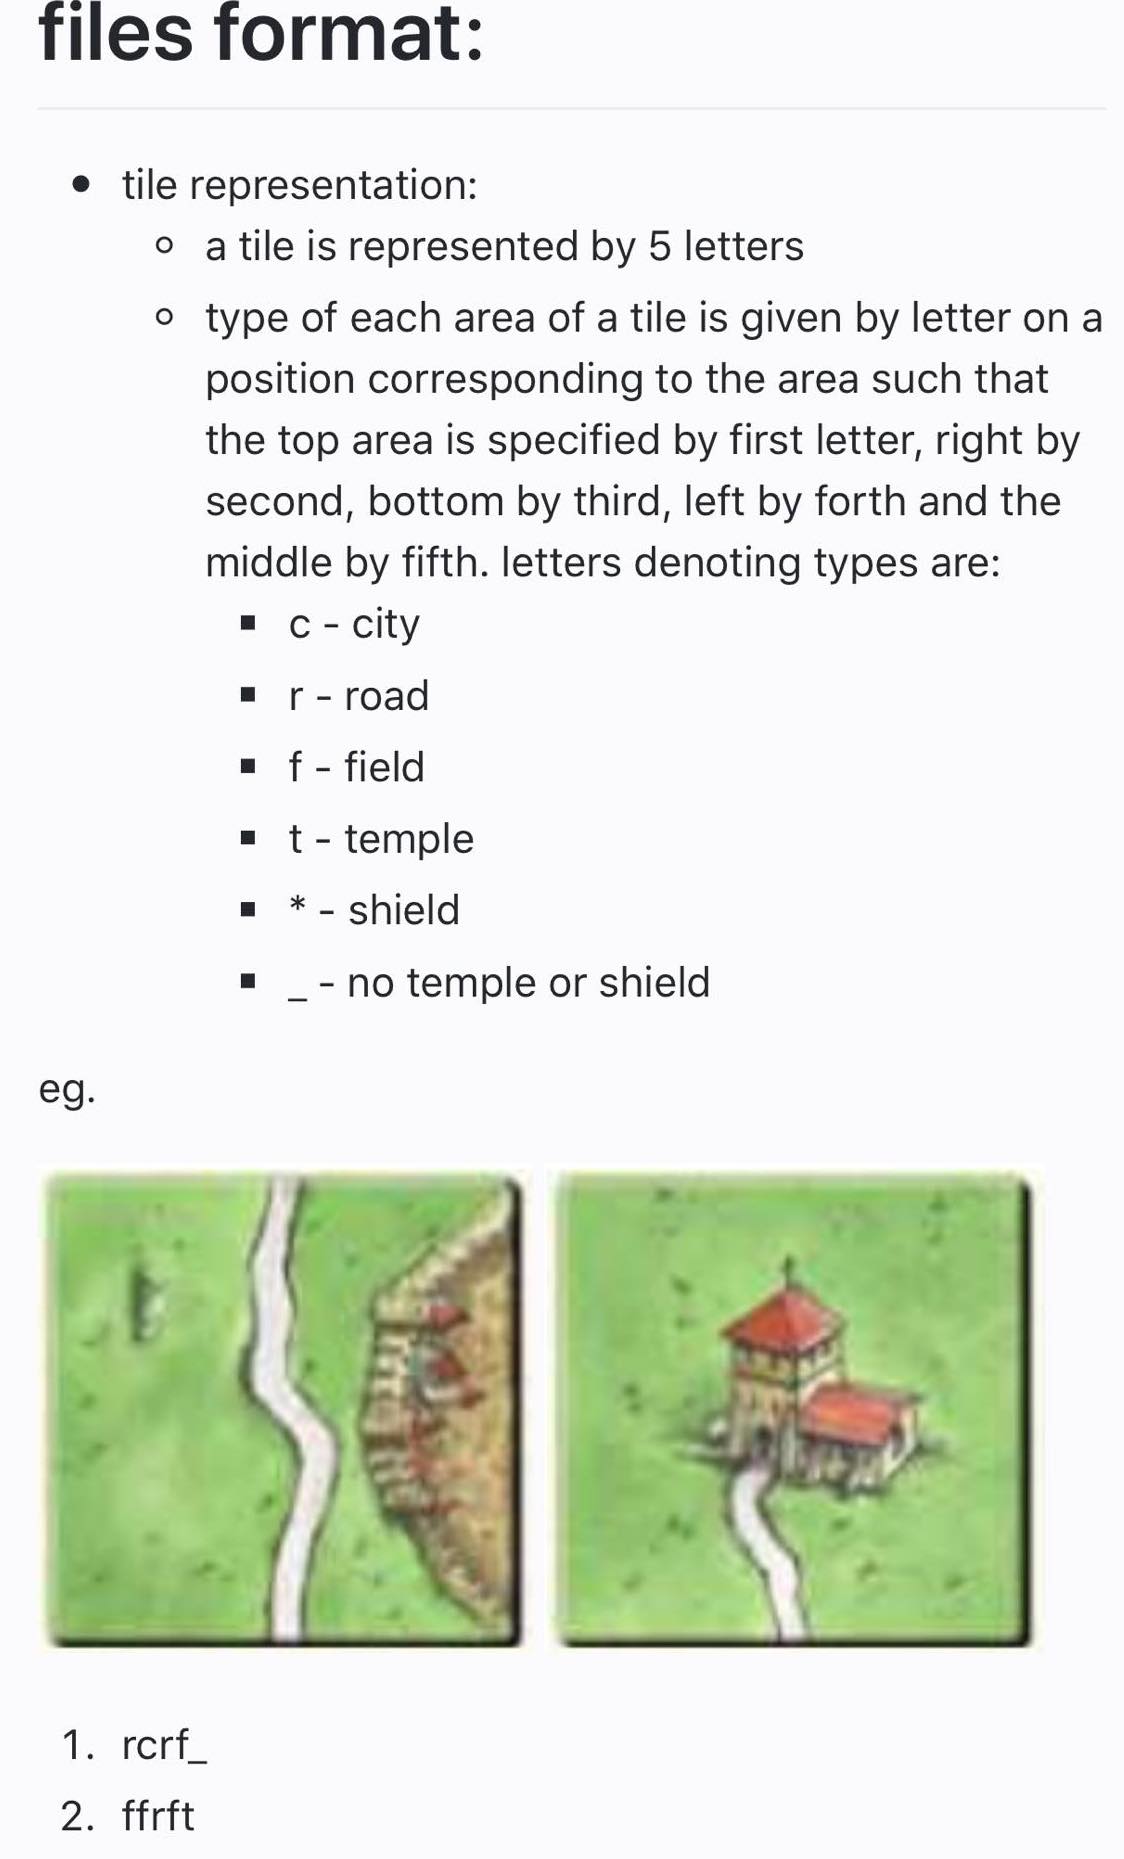 files format:
• tile representation:
◦ a tile is represented by 5 letters
◦ type of each area of a tile is given by letter on a
position corresponding to the area such that
the top area is specified by first letter, right by
second, bottom by third, left by forth and the
middle by fifth. letters denoting types are:
▪ c - city
▪ r - road
▪ f - field
▪ t - temple
▪ * - shield
▪ _ - no temple or shield
eg.
1. rcrf_
2. ffrft